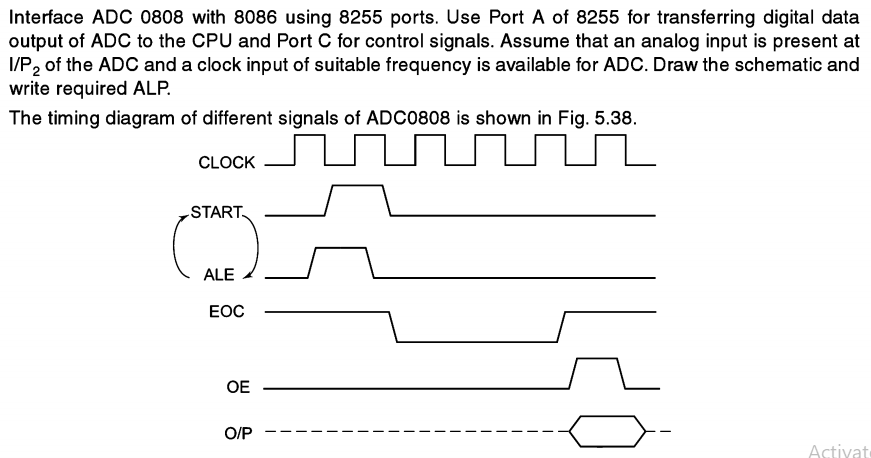 Interface ADC 0808 with 8086 using 8255 ports. Use Port A of 8255 for transferring digital data
output of ADC to the CPU and Port C for control signals. Assume that an analog input is present at
I/P₂ of the ADC and a clock input of suitable frequency is available for ADC. Draw the schematic and
write required ALP.
The timing diagram of different signals of ADC0808 is shown in Fig. 5.38.
CLOCK
START
ALE
EOC
OE
O/P
Activat